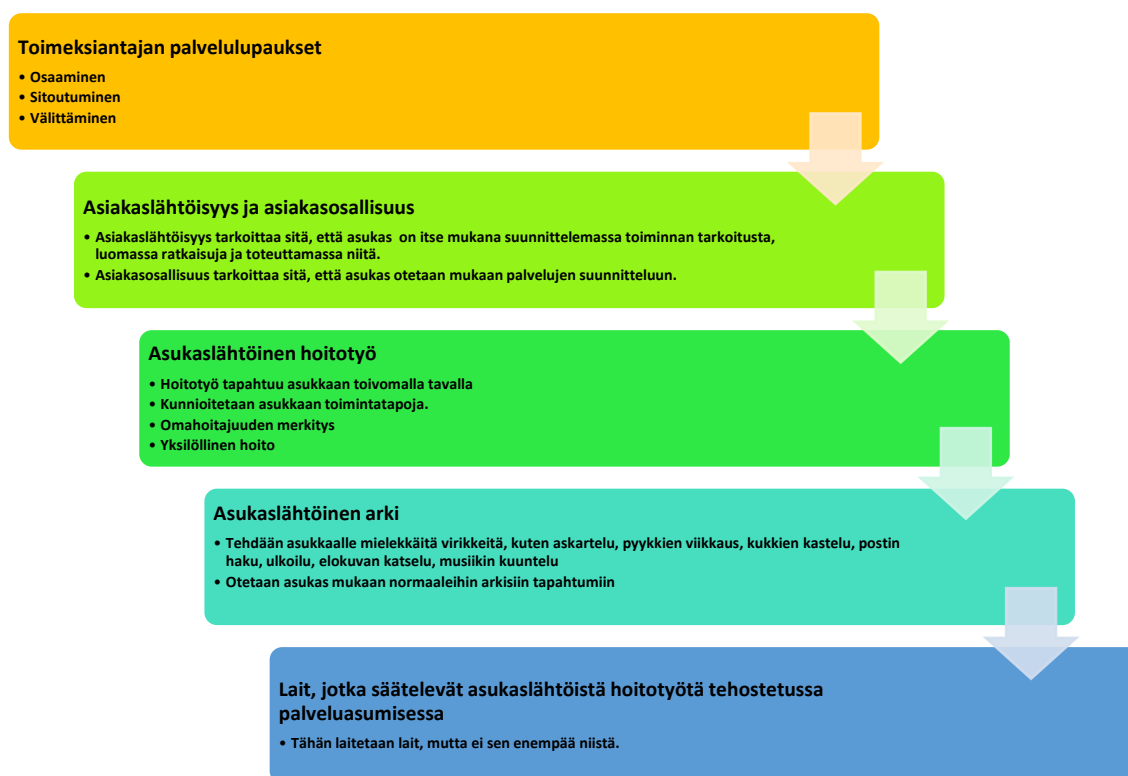 Toimeksiantajan palvelulupaukset
• Osaaminen
• Sitoutuminen
• Välittäminen
Asiakaslähtöisyys ja asiakasosallisuus
• Asiakaslähtöisyys tarkoittaa sitä, että asukas on itse mukana suunnittelemassa toiminnan tarkoitusta,
luomassa ratkaisuja ja toteuttamassa niitä.
• Asiakasosallisuus tarkoittaa sitä, että asukas otetaan mukaan palvelujen suunnitteluun.
Asukaslähtöinen hoitotyö
• Hoitotyö tapahtuu asukkaan toivomalla tavalla
• Kunnioitetaan asukkaan toimintatapoja.
• Omahoitajuuden merkitys
• Yksilöllinen hoito
Asukaslähtöinen arki
• Tehdään asukkaalle mielekkäitä virikkeitä, kuten askartelu, pyykkien viikkaus, kukkien kastelu, postin
haku, ulkoilu, elokuvan katselu, musiikin kuuntelu
• Otetaan asukas mukaan normaaleihin arkisiin tapahtumiin
Lait, jotka säätelevät asukaslähtöistä hoitotyötä tehostetussa
palveluasumisessa
• Tähän laitetaan lait, mutta ei sen enempää niistä.